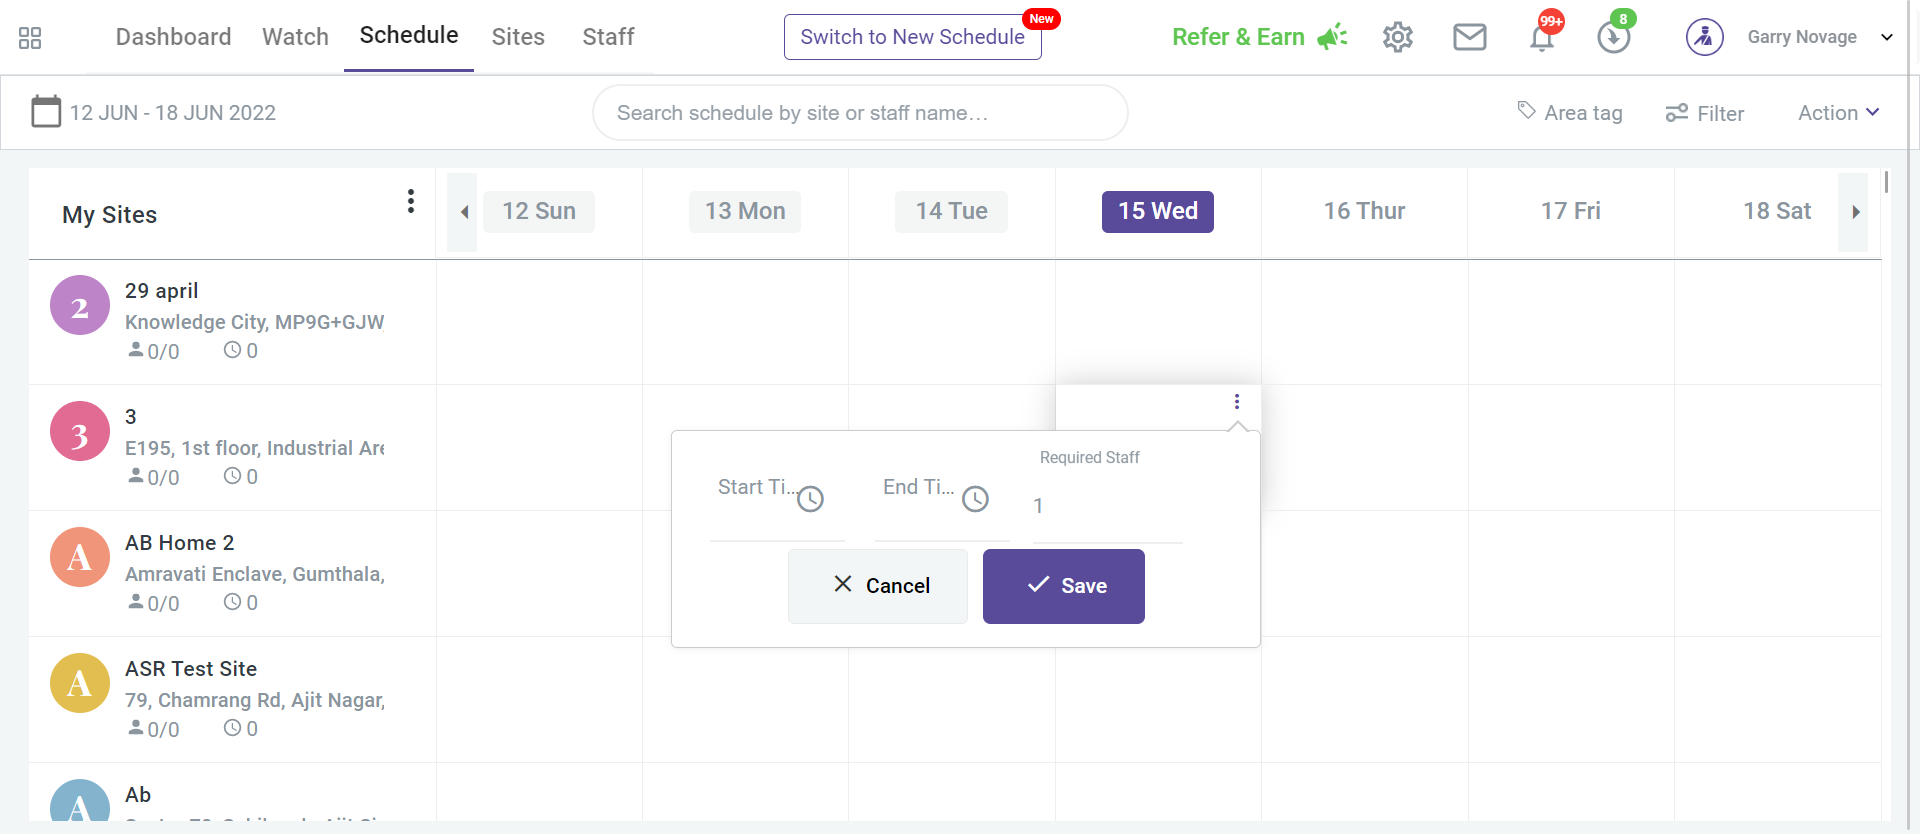 Dashboard Watch Schedule Sites Staff
Switch to New Schedule
New
Refer & Earn
99+
8
Garry Novage
12 JUN - 18 JUN 2022
Search schedule by site or staff name...
Area tag
Filter
Action
My Sites
12 Sun
13 Mon
14 Tue
15 Wed
16 Thur
17 Fri
18 Sat
2
29 april
Knowledge City, MP9G+GJW,
0/0 0
3
3
E195, 1st floor, Industrial Are
0/0 0
Start Ti...
End Ti...
Required Staff
1
Cancel
Save
A
AB Home 2
Amravati Enclave, Gumthala,
0/0 0
A
ASR Test Site
79, Chamrang Rd, Ajit Nagar,
0/0 0
A
Ab